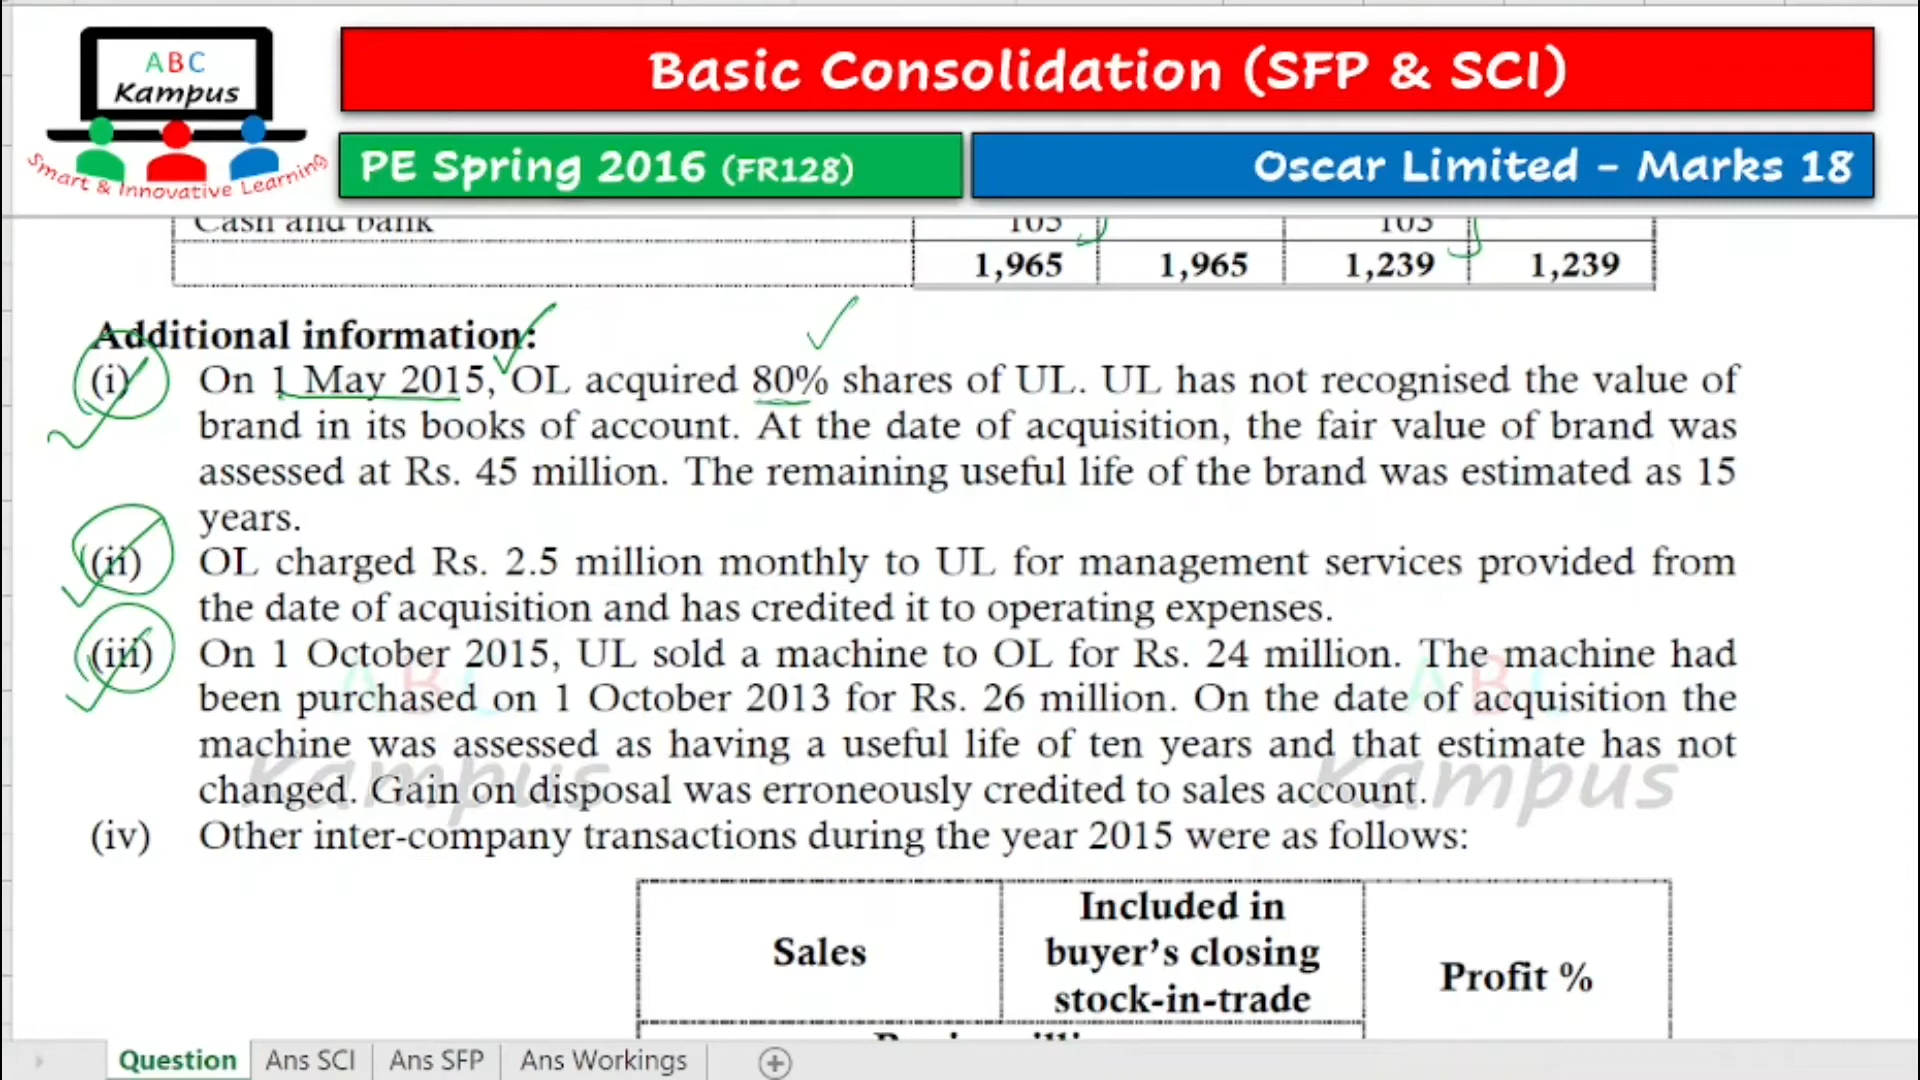 ABC
Kampus
Smart & Innovative Learning
Basic Consolidation (SFP & SCI)
PE Spring 2016 (FR128)
Oscar Limited - Marks 18
Cash and bank 105 105
1,965 1,965 1,239 1,239
Additional information:
(i) On 1 May 2015, OL acquired 80% shares of UL. UL has not recognised the value of
brand in its books of account. At the date of acquisition, the fair value of brand was
assessed at Rs. 45 million. The remaining useful life of the brand was estimated as 15
years.
(ii) OL charged Rs. 2.5 million monthly to UL for management services provided from
the date of acquisition and has credited it to operating expenses.
(iii) On 1 October 2015, UL sold a machine to OL for Rs. 24 million. The machine had
been purchased on 1 October 2013 for Rs. 26 million. On the date of acquisition the
machine was assessed as having a useful life of ten years and that estimate has not
changed. Gain on disposal was erroneously credited to sales account.
(iv) Other inter-company transactions during the year 2015 were as follows:
Sales
Included in
buyer's closing
stock-in-trade
Profit %
ABC
Kampus
ABC
Kampus
Question Ans SCI Ans SFP Ans Workings